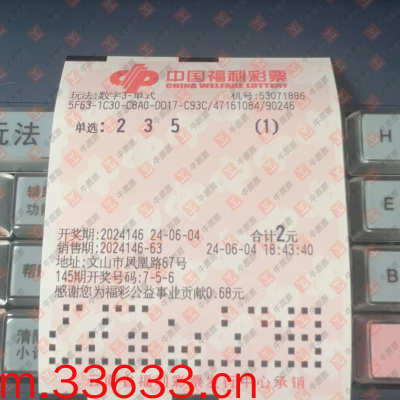 中国福利彩票
CHINA WELFARE LOTTERY
玩法:数字3-单式 机号:53071886
5F63-1C30-C8A0-DD17-C93C/47161084/90246
单选: 2 3 5 (1)
开奖期:2024146 24-06-04 合计2元
销售期:2024146-63 24-06-04 18:43:40
地址:文山市凤凰路67号
145期开奖号码:7-5-6
感谢您为福彩公益事业贡献0.68元
玩法
H
K
m.33633.cn